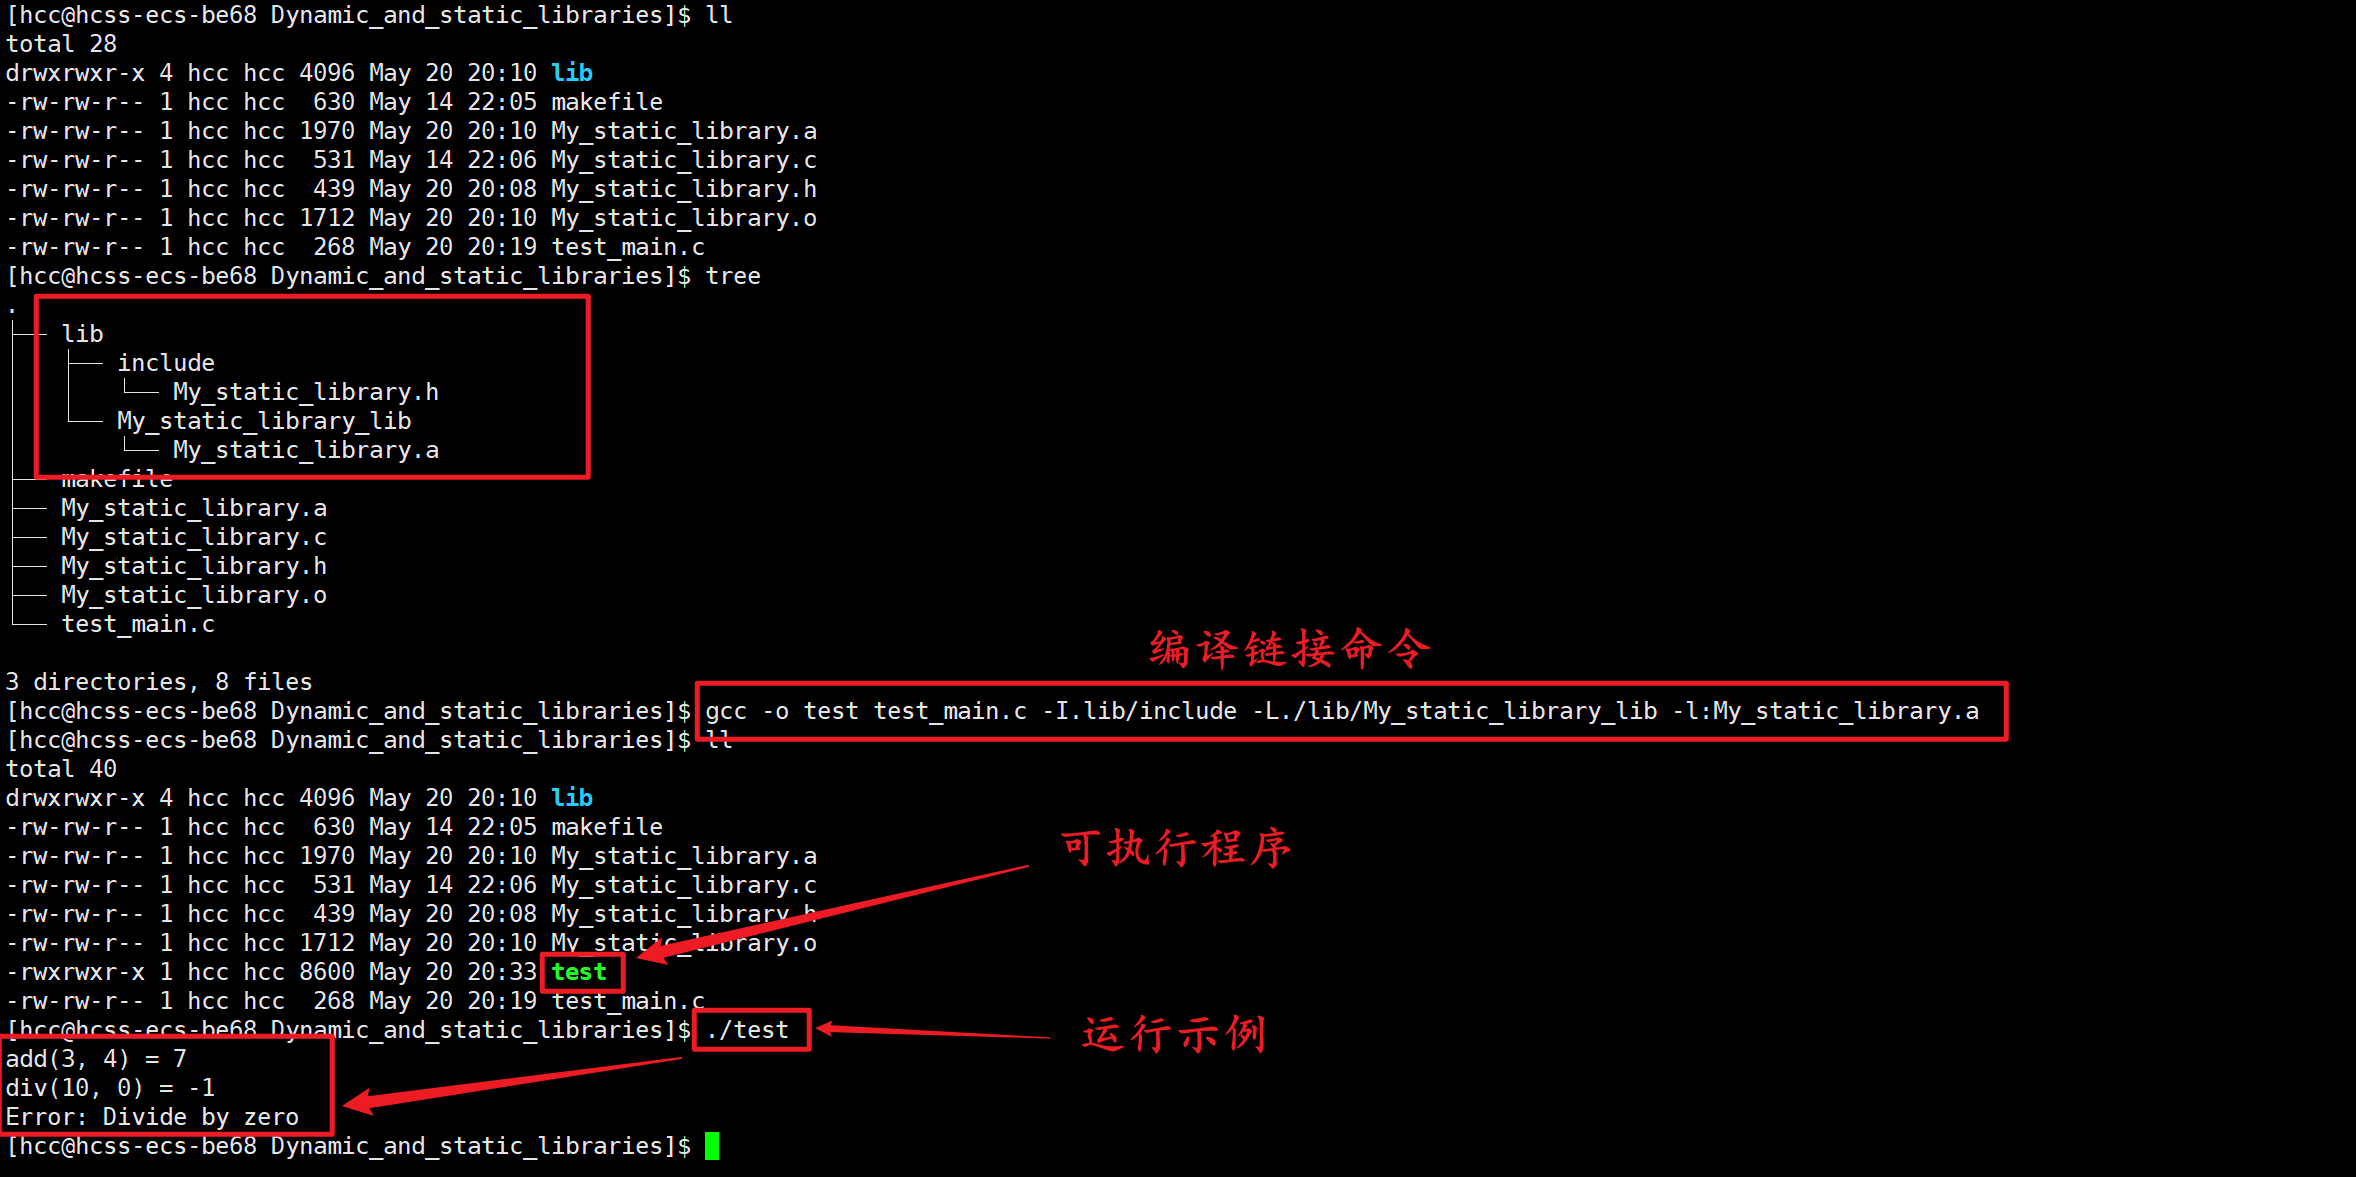 [hcc@hcss-ecs-be68 Dynamic_and_static_libraries]$ ll
total 28
drwxrwxr-x 4 hcc hcc 4096 May 20 20:10 lib
-rw-rw-r-- 1 hcc hcc  630 May 14 22:05 makefile
-rw-rw-r-- 1 hcc hcc 1970 May 20 20:10 My_static_library.a
-rw-rw-r-- 1 hcc hcc  531 May 14 22:06 My_static_library.c
-rw-rw-r-- 1 hcc hcc  439 May 20 20:08 My_static_library.h
-rw-rw-r-- 1 hcc hcc 1712 May 20 20:10 My_static_library.o
-rw-rw-r-- 1 hcc hcc  268 May 20 20:19 test_main.c
[hcc@hcss-ecs-be68 Dynamic_and_static_libraries]$ tree
.
├── lib
│   ├── include
│   │   └── My_static_library.h
│   └── My_static_library_lib
│       └── My_static_library.a
├── makefile
├── My_static_library.a
├── My_static_library.c
├── My_static_library.h
├── My_static_library.o
└── test_main.c
编译链接命令
3 directories, 8 files
[hcc@hcss-ecs-be68 Dynamic_and_static_libraries]$ gcc -o test test_main.c -I.lib/include -L./lib/My_static_library_lib -l:My_static_library.a
[hcc@hcss-ecs-be68 Dynamic_and_static_libraries]$ ll
total 40
drwxrwxr-x 4 hcc hcc 4096 May 20 20:10 lib
-rw-rw-r-- 1 hcc hcc  630 May 14 22:05 makefile
可执行程序
-rw-rw-r-- 1 hcc hcc 1970 May 20 20:10 My_static_library.a
-rw-rw-r-- 1 hcc hcc  531 May 14 22:06 My_static_library.c
-rw-rw-r-- 1 hcc hcc  439 May 20 20:08 My_static_library.h
-rw-rw-r-- 1 hcc hcc 1712 May 20 20:10 My_static_library.o
-rwxrwxr-x 1 hcc hcc 8600 May 20 20:33 test
-rw-rw-r-- 1 hcc hcc  268 May 20 20:19 test_main.c
[hcc@hcss-ecs-be68 Dynamic_and_static_libraries]$ ./test
运行示例
add(3, 4) = 7
div(10, 0) = -1
Error: Divide by zero
[hcc@hcss-ecs-be68 Dynamic_and_static_libraries]$